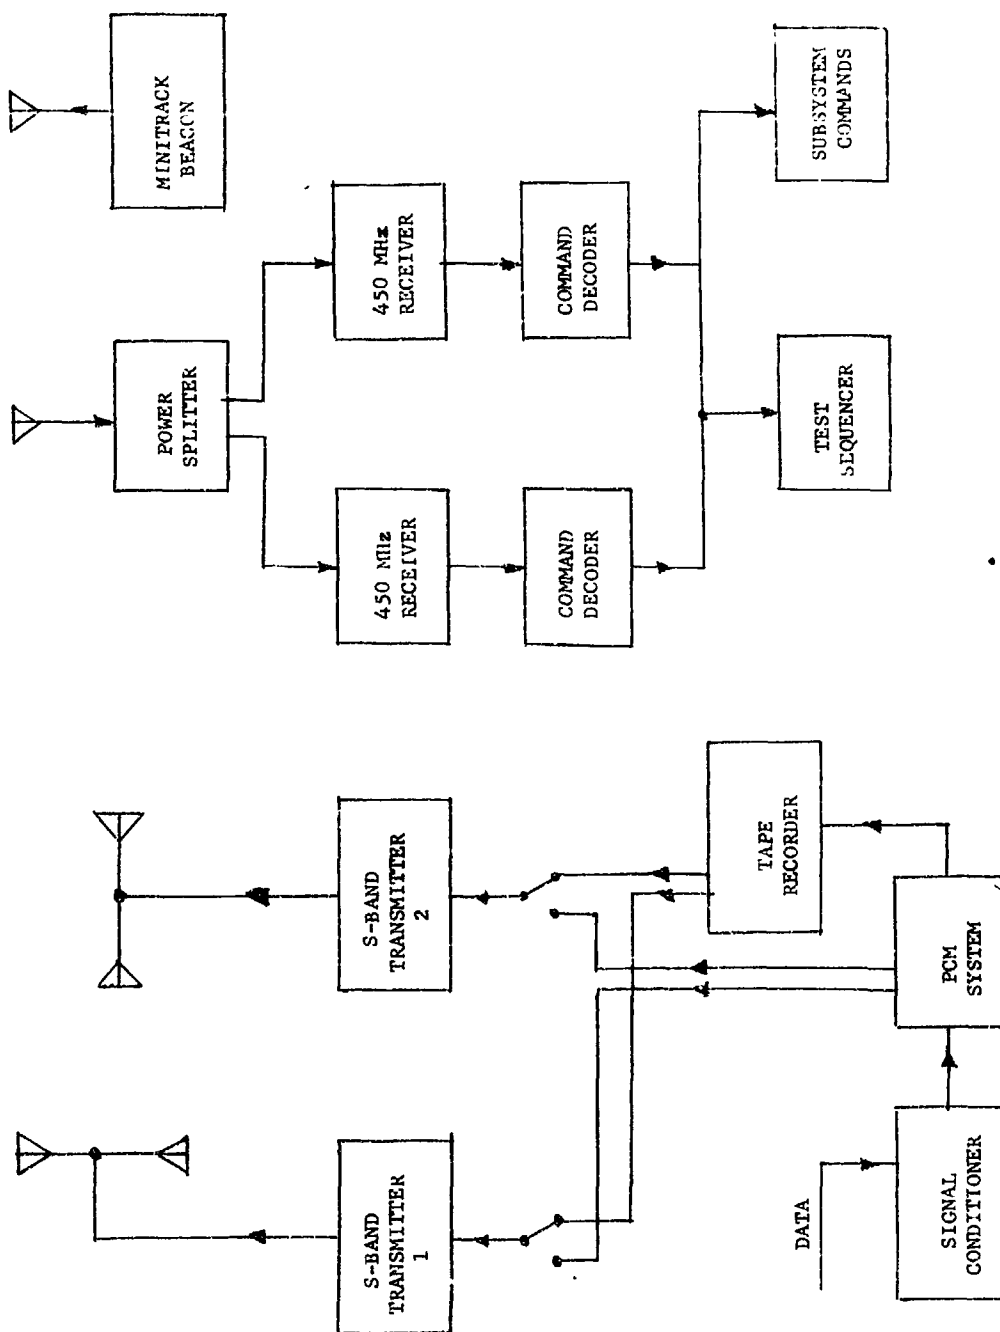 MINITRACK
BEACON
POWER
SPLITTER
450 MHz
RECEIVER
450 MHz
RECEIVER
COMMAND
DECODER
COMMAND
DECODER
SUBSYSTEM
COMMANDS
TEST
SEQUENCER
S-BAND
TRANSMITTER
2
S-BAND
TRANSMITTER
1
TAPE
RECORDER
PCM
SYSTEM
DATA
SIGNAL
CONDITIONER